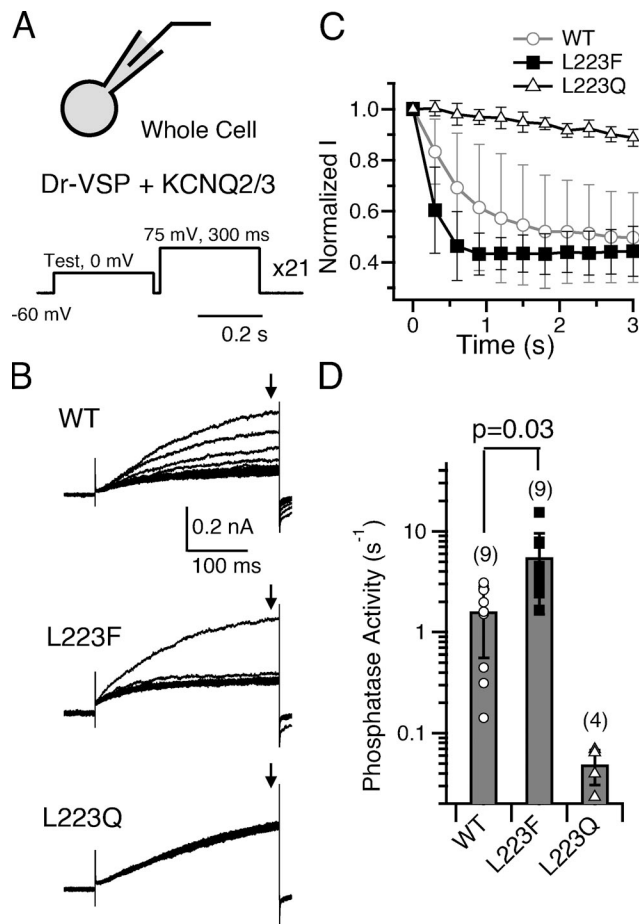 A
Whole Cell
Dr-VSP + KCNQ2/3
75 mV, 300 ms
Test, 0 mV
x21
-60 mV
0.2 s
B
WT
0.2 nA
100 ms
L223F
L223Q
C
WT
L223F
L223Q
Normalized I
1.0
0.8
0.6
0.4
0
1
2
3
Time (s)
D
p=0.03
(9)
(9)
(4)
Phosphatase Activity (s⁻¹)
10
1
0.1
WT
L223F
L223Q